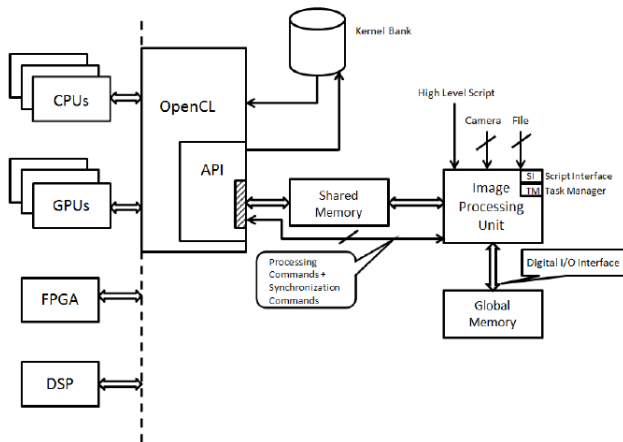 Kernel Bank
CPUs
OpenCL
High Level Script
Camera
File
API
SI
Script Interface
TM
Task Manager
GPUs
Shared
Memory
Image
Processing
Unit
Processing
Commands +
Synchronization
Commands
Digital I/O Interface
FPGA
Global
Memory
DSP